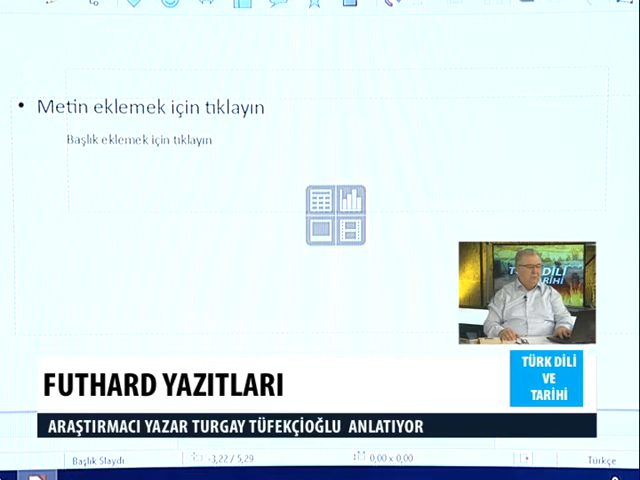 Metin eklemek için tıklayın
Başlık eklemek için tıklayın
TÜRK DİLİ
VE
TARİHİ
FUTHARD YAZITLARI
ARAŞTIRMACI YAZAR TURGAY TÜFEKÇİOĞLU ANLATIYOR
Başlık Slaydı
-3,22 / 5,29
0,00 x 0,00
Türkçe